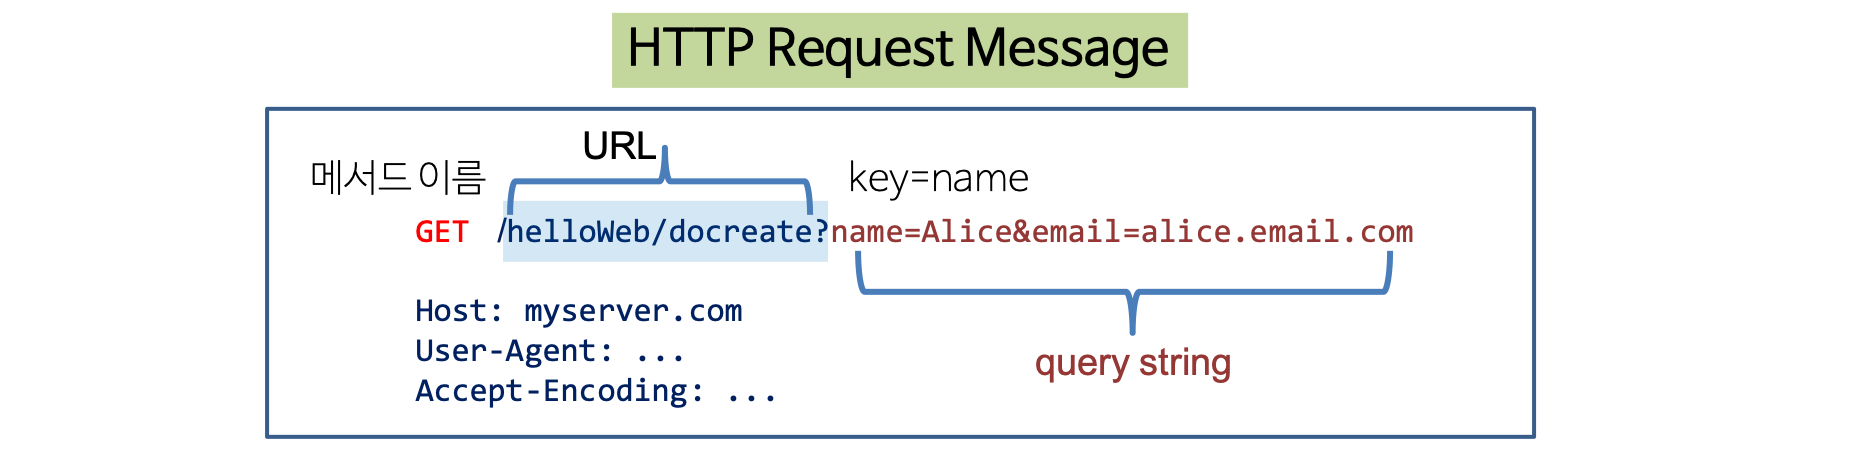 HTTP Request Message
URL
메서드 이름
key=name
GET /helloWeb/docreate?name=Alice&email=alice.email.com
Host: myserver.com
User-Agent: ...
Accept-Encoding: ...
query string